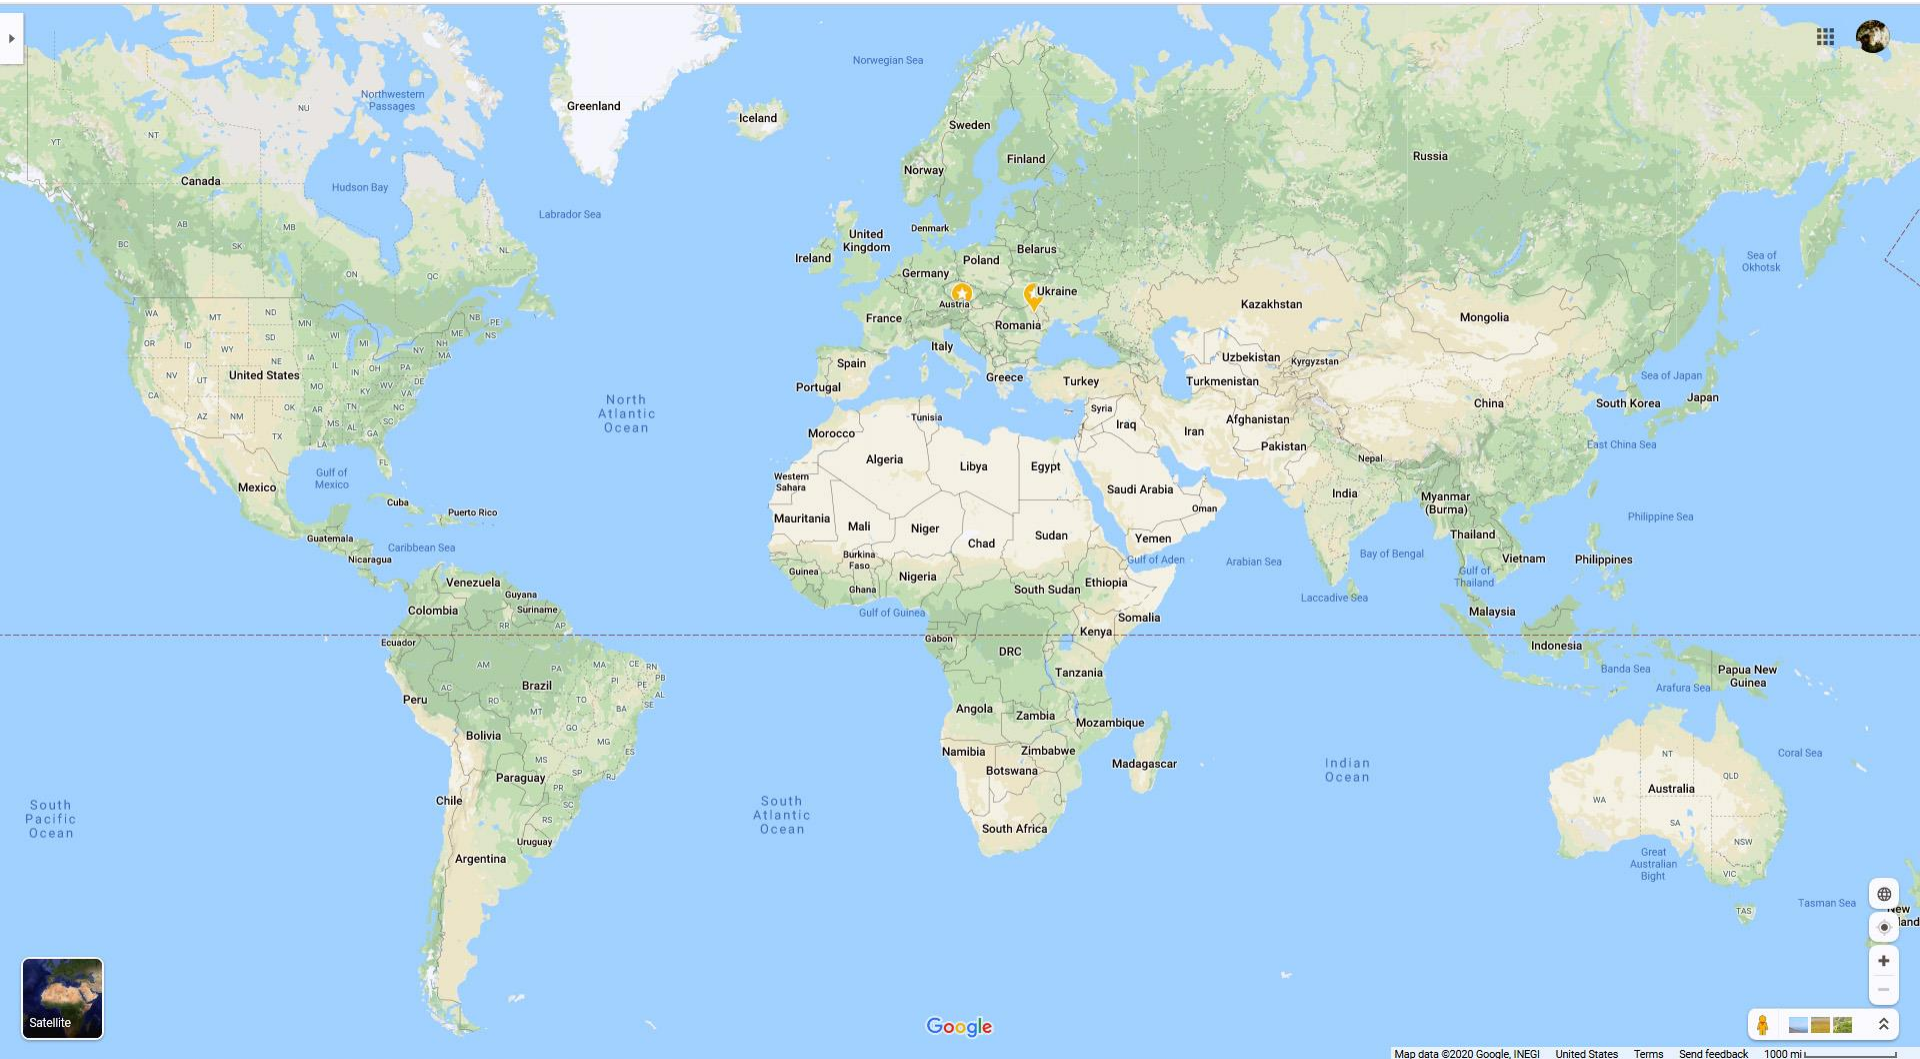 Norwegian Sea
Greenland
Northwestern
Passages
NU
Iceland
Sweden
NT
YT
Finland
Russia
Norway
Canada
Hudson Bay
Labrador Sea
AB
MB
Denmark
United
Kingdom
BC
SK
NL
Belarus
Ireland
Poland
Sea of
Okhotsk
Germany
ON
QC
Ukraine
Austria
Kazakhstan
WA
MT
ND
NB
PE
France
Romania
Mongolia
MN
ME
NS
OR
ID
SD
WI
MI
NH
NY
MA
WY
Italy
IA
NE
Uzbekistan
Kyrgyzstan
Spain
NV
UT
United States
IL
IN
OH
PA
Greece
Turkey
Turkmenistan
Sea of Japan
Portugal
CA
MO
KY
WV
DE
VA
China
South Korea
Japan
North
Atlantic
Ocean
AZ
NM
OK
AR
TN
NC
Syria
Tunisia
Iraq
Iran
Afghanistan
MS
AL
GA
SC
Morocco
TX
LA
Pakistan
East China Sea
Algeria
Libya
Egypt
Nepal
FL
Gulf of
Mexico
Western
Sahara
Mexico
Saudi Arabia
India
Myanmar
(Burma)
Cuba
Puerto Rico
Oman
Mauritania
Mali
Niger
Philippine Sea
Guatemala
Caribbean Sea
Chad
Sudan
Yemen
Thailand
Nicaragua
Burkina
Faso
Gulf of Aden
Arabian Sea
Bay of Bengal
Vietnam
Philippines
Guinea
Nigeria
Venezuela
Ethiopia
Gulf of
Thailand
Guyana
Ghana
South Sudan
Laccadive Sea
Colombia
Suriname
Gulf of Guinea
Somalia
Malaysia
RR
AP
Ecuador
Gabon
Kenya
DRC
Indonesia
AM
PA
MA
CE
RN
Tanzania
Banda Sea
Papua New
Guinea
AC
Brazil
PI
PE
PB
AL
Arafura Sea
Peru
RO
MT
TO
BA
SE
Angola
Zambia
Mozambique
GO
Bolivia
MG
ES
Namibia
Zimbabwe
NT
Coral Sea
MS
SP
RJ
Botswana
Madagascar
Indian
Ocean
Paraguay
PR
QLD
Australia
Chile
SC
WA
South
Pacific
Ocean
South
Atlantic
Ocean
RS
South Africa
SA
Uruguay
NSW
Argentina
Great
Australian
Bight
VIC
Tasman Sea
TAS
New
land
Satellite
Google
Map data ©2020 Google, INEGI United States Terms Send feedback 1000 mi